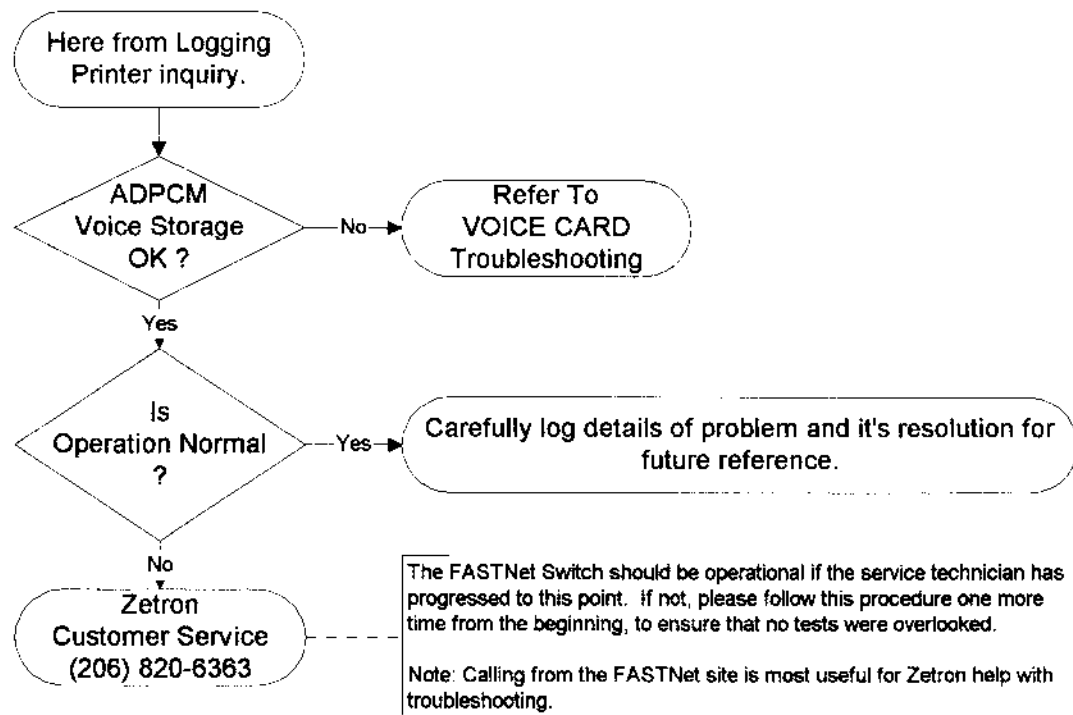 Here from Logging
Printer inquiry.
ADPCM
Voice Storage
OK ?
No
Refer To
VOICE CARD
Troubleshooting
Yes
Is
Operation Normal
?
Yes
Carefully log details of problem and it's resolution for
future reference.
No
Zetron
Customer Service
(206) 820-6363
The FASTNet Switch should be operational if the service technician has
progressed to this point. If not, please follow this procedure one more
time from the beginning, to ensure that no tests were overlooked.
Note: Calling from the FASTNet site is most useful for Zetron help with
troubleshooting.